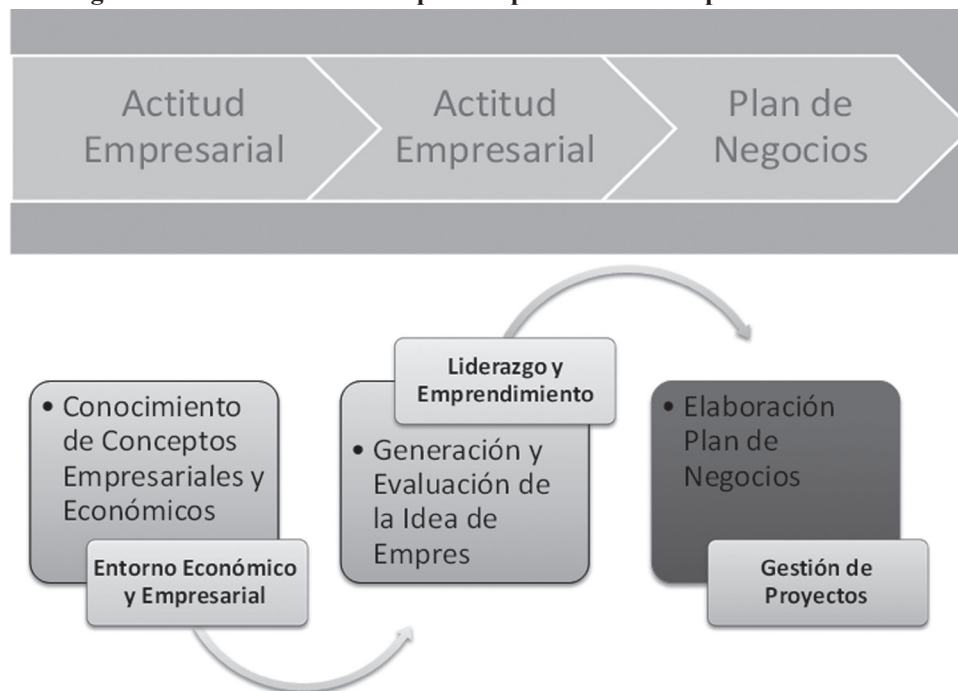 Actitud
Empresarial
Actitud
Empresarial
Plan de
Negocios
• Conocimiento
de Conceptos
Empresariales y
Económicos
Entorno Económico
y Empresarial
Liderazgo y
Emprendimiento
• Generación y
Evaluación de
la Idea de
Empres
• Elaboración
Plan de
Negocios
Gestión de
Proyectos